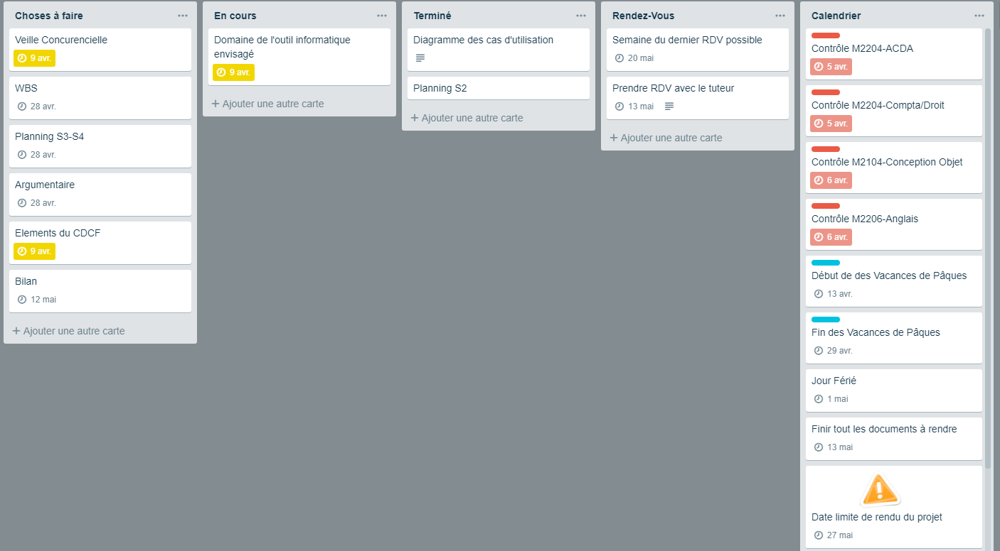 Choses à faire
Veille Concurencielle
9 avr.
WBS
28 avr.
Planning S3-S4
28 avr.
Argumentaire
28 avr.
Elements du CDCF
9 avr.
Bilan
12 mai
+ Ajouter une autre carte
En cours
Domaine de l'outil informatique
envisagé
9 avr.
+ Ajouter une autre carte
Terminé
Diagramme des cas d'utilisation
Planning S2
+ Ajouter une autre carte
Rendez-Vous
Semaine du dernier RDV possible
20 mai
Prendre RDV avec le tuteur
13 mai
+ Ajouter une autre carte
Calendrier
Contrôle M2204-ACDA
5 avr.
Contrôle M2204-Compta/Droit
5 avr.
Contrôle M2104-Conception Objet
6 avr.
Contrôle M2206-Anglais
6 avr.
Début de des Vacances de Pâques
13 avr.
Fin des Vacances de Pâques
29 avr.
Jour Férié
1 mai
Finir tout les documents à rendre
13 mai
Date limite de rendu du projet
27 mai